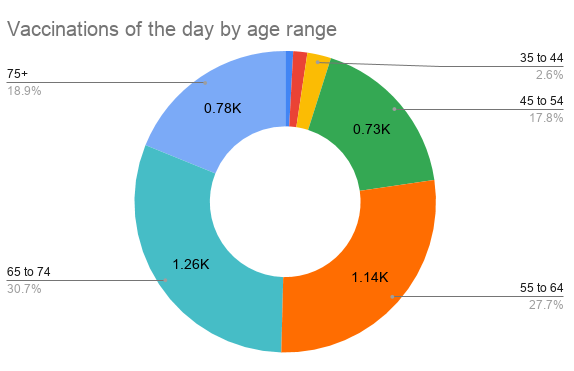 Vaccinations of the day by age range
35 to 44
2.6%
45 to 54
17.8%
55 to 64
27.7%
65 to 74
30.7%
75+
18.9%
0.78K
0.73K
1.26K
1.14K